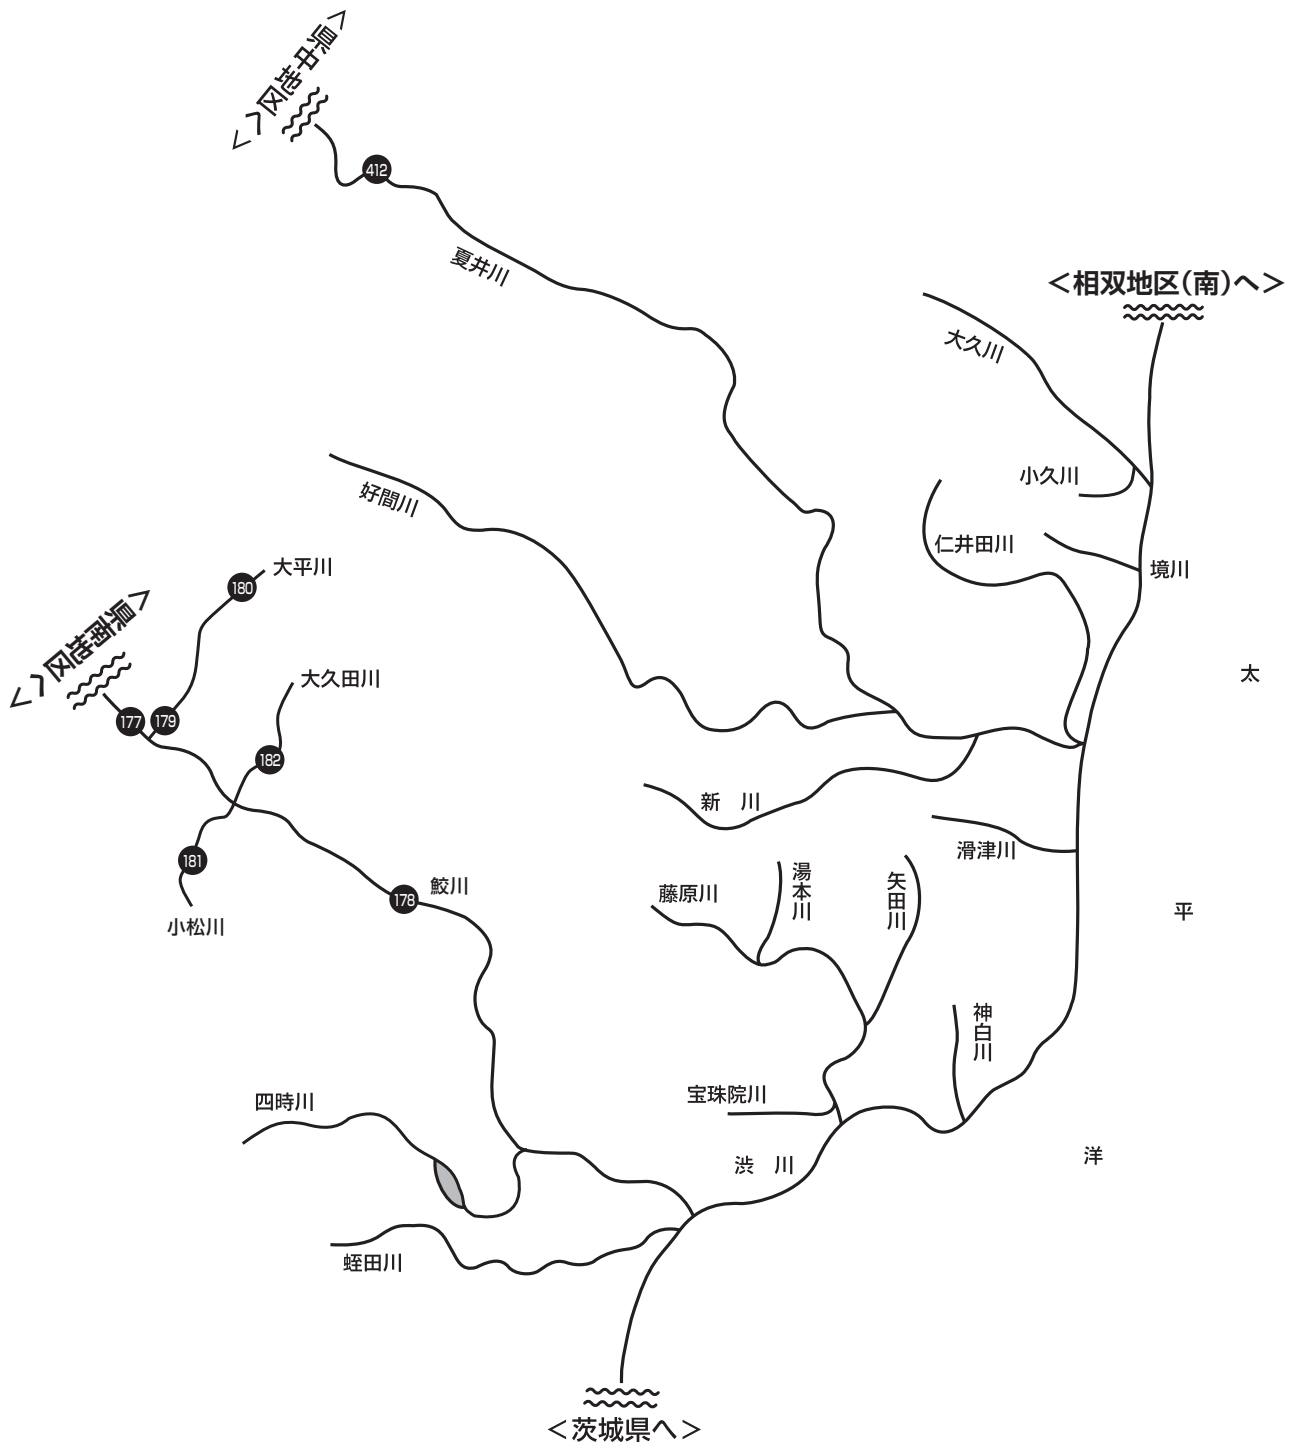 ＜県中地区へ＞
412
夏井川
＜相双地区（南）へ＞
大久川
小久川
好間川
仁井田川
境川
大平川
180
＜県南地区へ＞
太
大久田川
177
179
182
新　川
滑津川
181
178
鮫川
藤原川
湯本川
矢田川
平
小松川
神白川
四時川
宝珠院川
渋　川
洋
蛭田川
＜茨城県へ＞